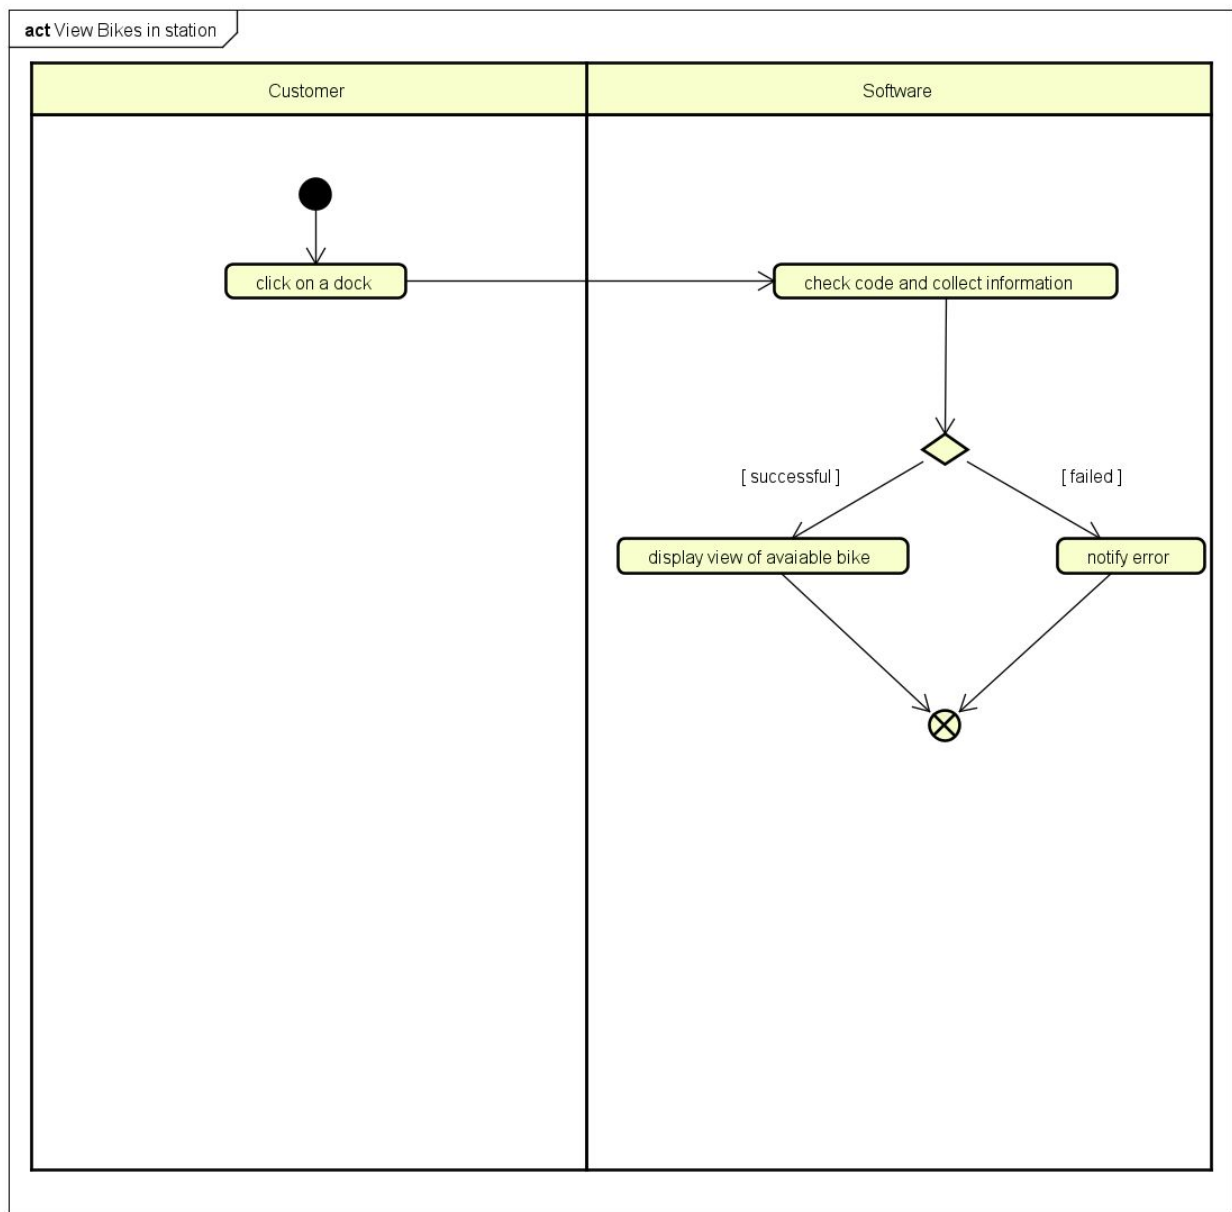 act View Bikes in station
Customer
Software
click on a dock
check code and collect information
[ successful ]
[ failed ]
display view of avaiable bike
notify error